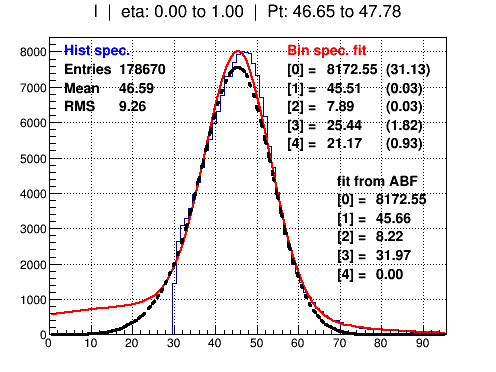 I | eta: 0.00 to 1.00 | Pt: 46.65 to 47.78
Hist spec.
Entries 178670
Mean 46.59
RMS 9.26
Bin spec. fit
[0] = 8172.55 (31.13)
[1] = 45.51 (0.03)
[2] = 7.89 (0.03)
[3] = 25.44 (1.82)
[4] = 21.17 (0.93)
fit from ABF
[0] = 8172.55
[1] = 45.66
[2] = 8.22
[3] = 31.97
[4] = 0.00
8000
7000
6000
5000
4000
3000
2000
1000
0
0 10 20 30 40 50 60 70 80 90